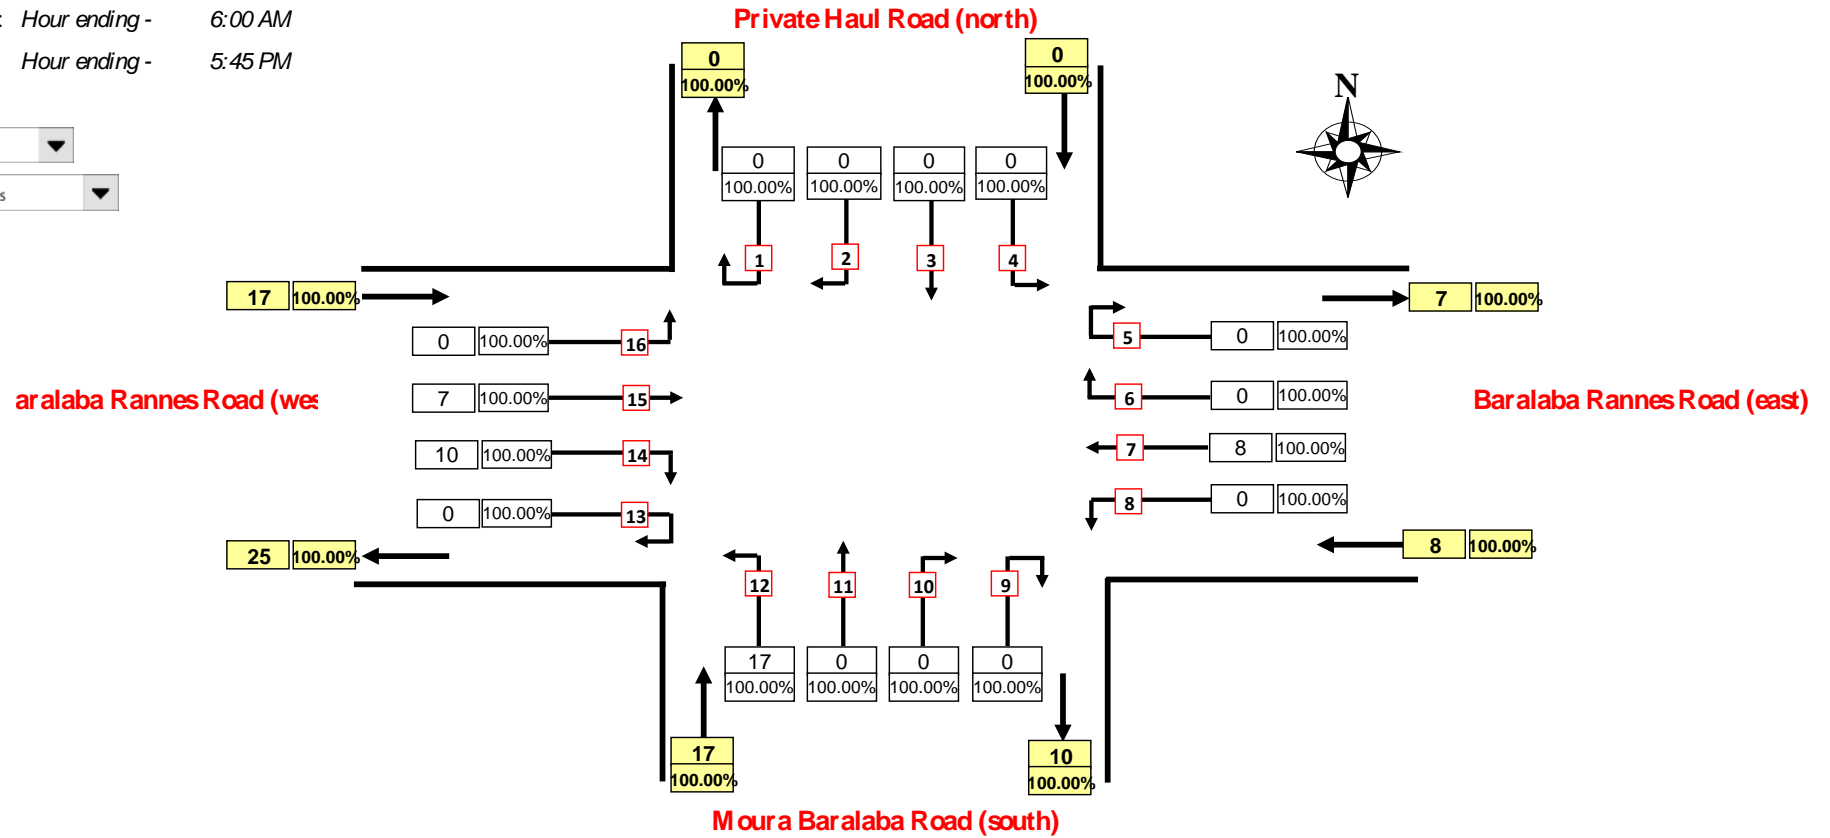 : Hour ending - 6:00 AM
Hour ending - 5:45 PM
s
Private Haul Road (north)
0
100.00%
0
100.00%
N
0
100.00%
0
100.00%
0
100.00%
0
100.00%
1
2
3
4
17 100.00%
7 100.00%
0 100.00% 16
5 0 100.00%
aralaba Rannes Road (wes
7 100.00% 15
6 0 100.00%
Baralaba Rannes Road (east)
10 100.00% 14
7 8 100.00%
0 100.00% 13
8 0 100.00%
25 100.00%
8 100.00%
12
11
10
9
17
100.00%
0
100.00%
0
100.00%
0
100.00%
17
100.00%
10
100.00%
Moura Baralaba Road (south)